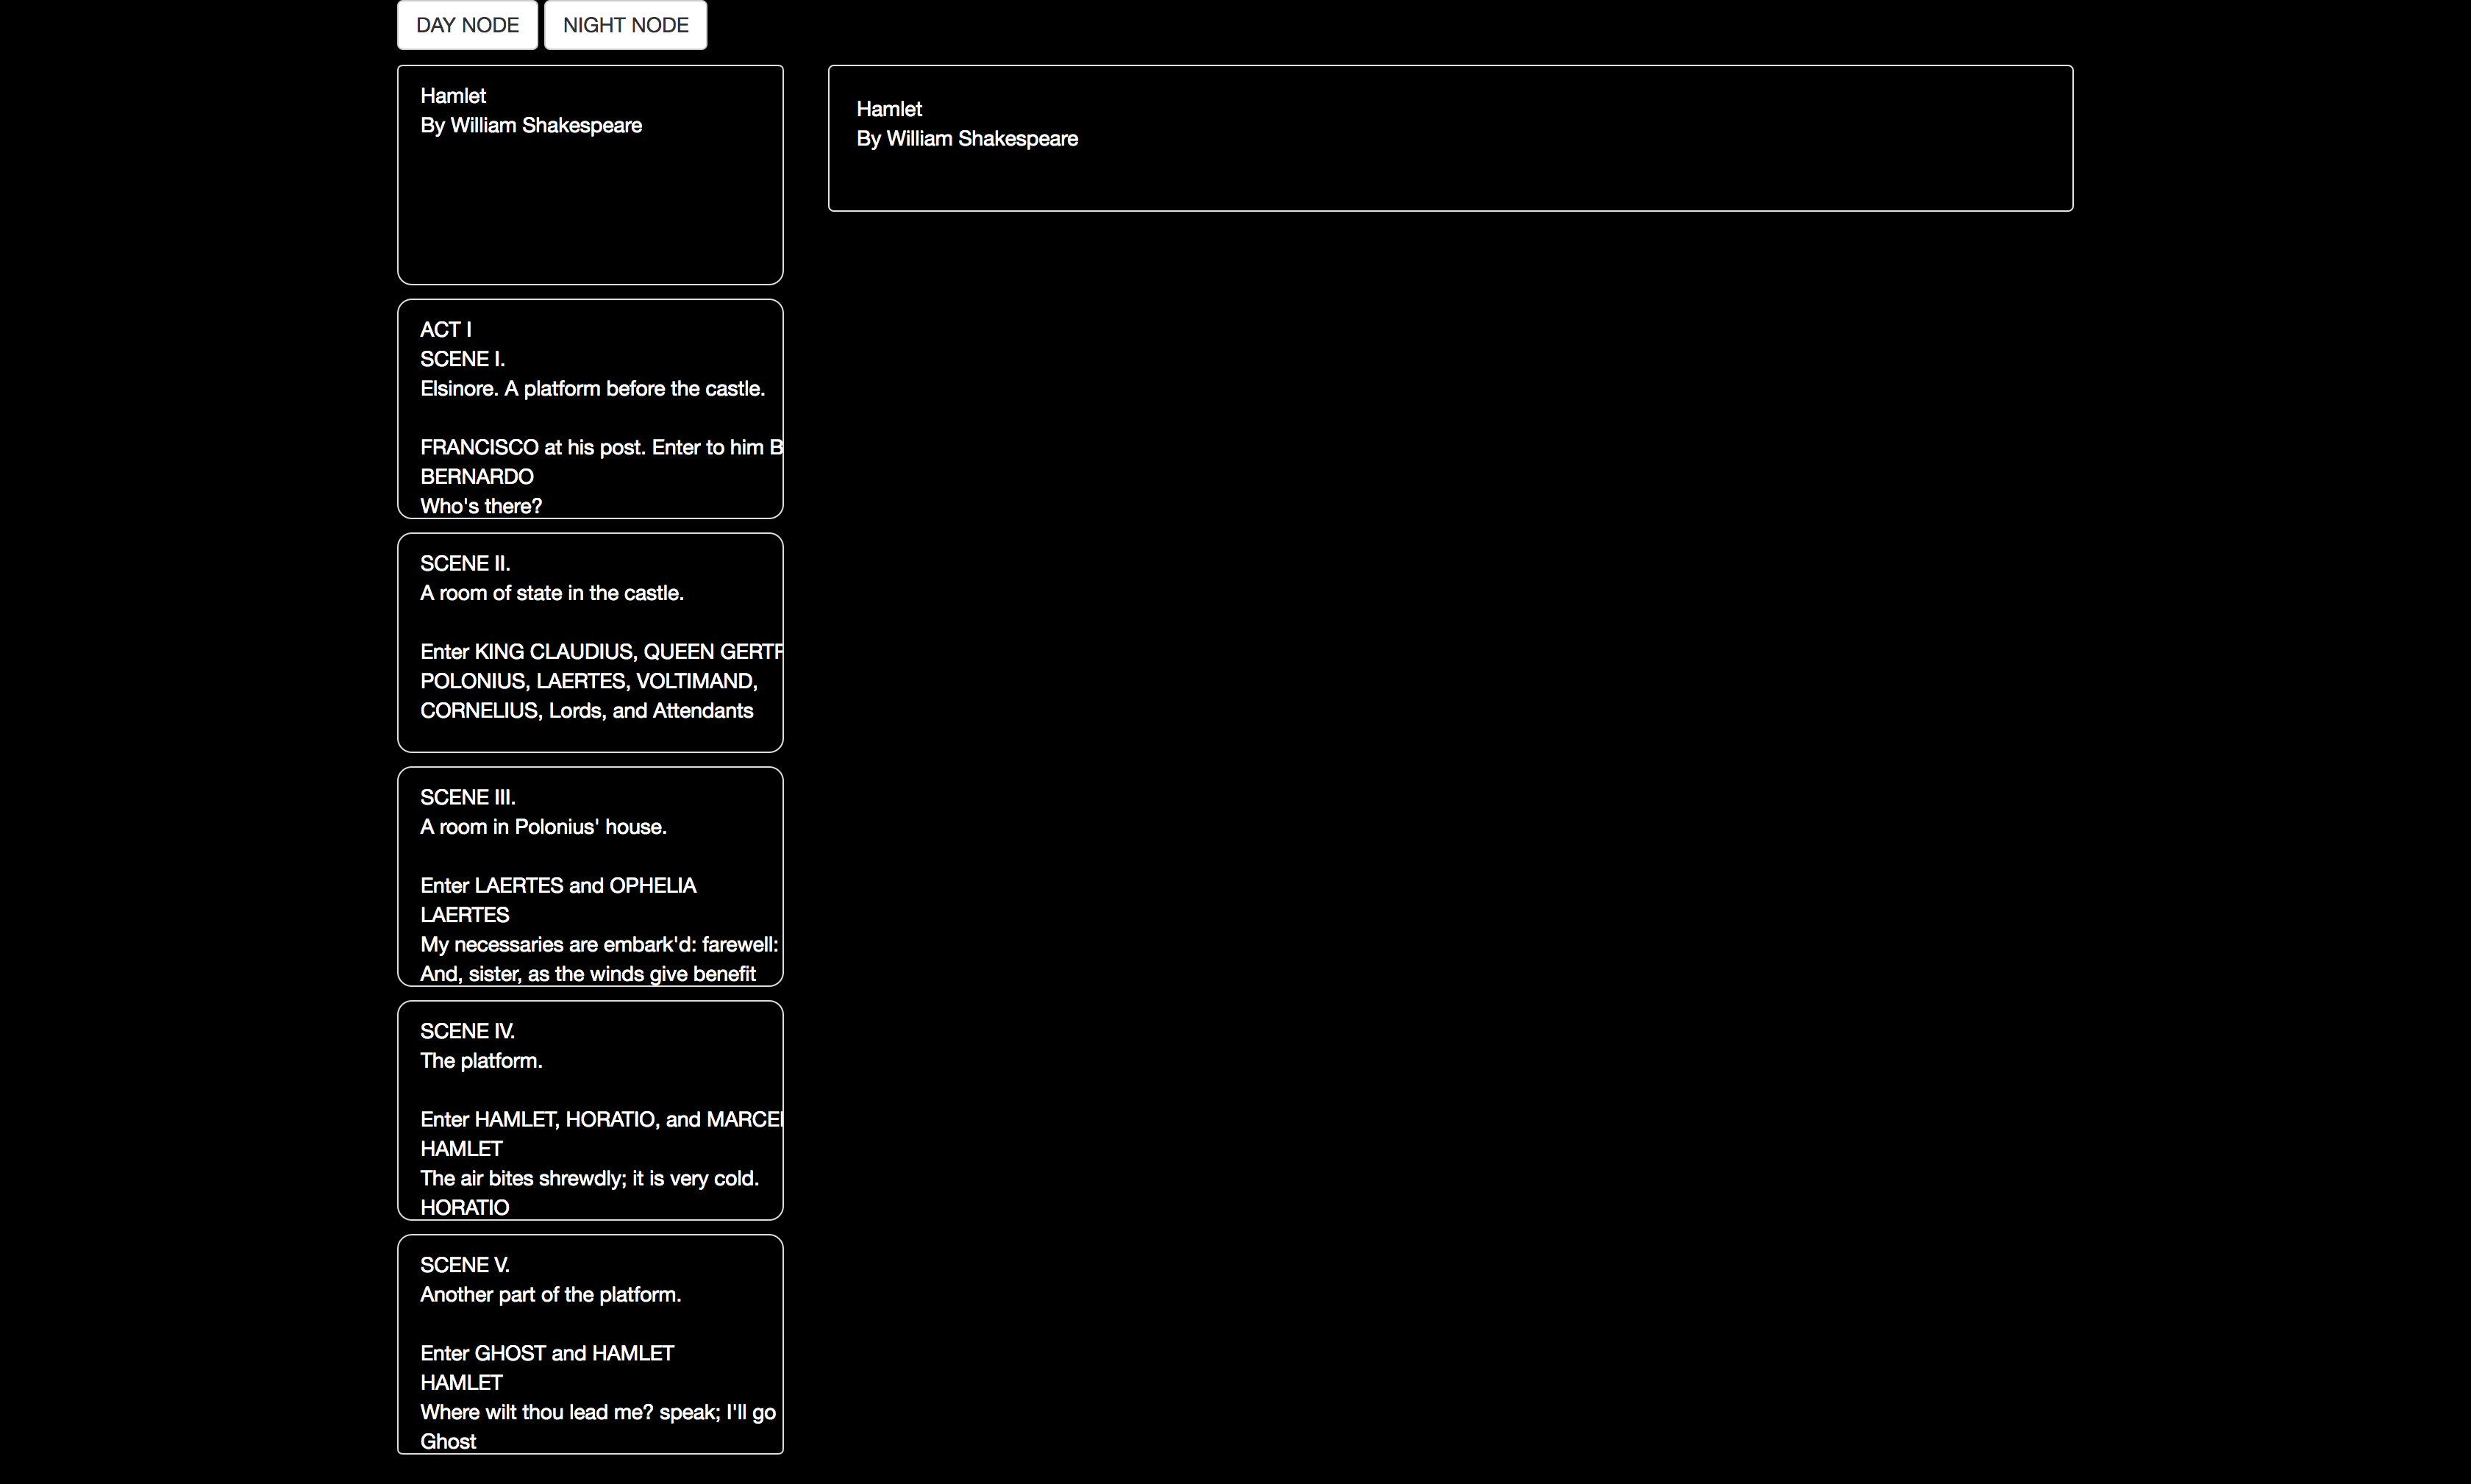 DAY NODE NIGHT NODE
Hamlet
By William Shakespeare
ACT I
SCENE I.
Elsinore. A platform before the castle.
FRANCISCO at his post. Enter to him B
BERNARDO
Who's there?
SCENE II.
A room of state in the castle.
Enter KING CLAUDIUS, QUEEN GERTR
POLONIUS, LAERTES, VOLTIMAND,
CORNELIUS, Lords, and Attendants
SCENE III.
A room in Polonius' house.
Enter LAERTES and OPHELIA
LAERTES
My necessaries are embark'd: farewell:
And, sister, as the winds give benefit
SCENE IV.
The platform.
Enter HAMLET, HORATIO, and MARCEL
HAMLET
The air bites shrewdly; it is very cold.
HORATIO
SCENE V.
Another part of the platform.
Enter GHOST and HAMLET
HAMLET
Where wilt thou lead me? speak; I'll go
Ghost
Hamlet
By William Shakespeare